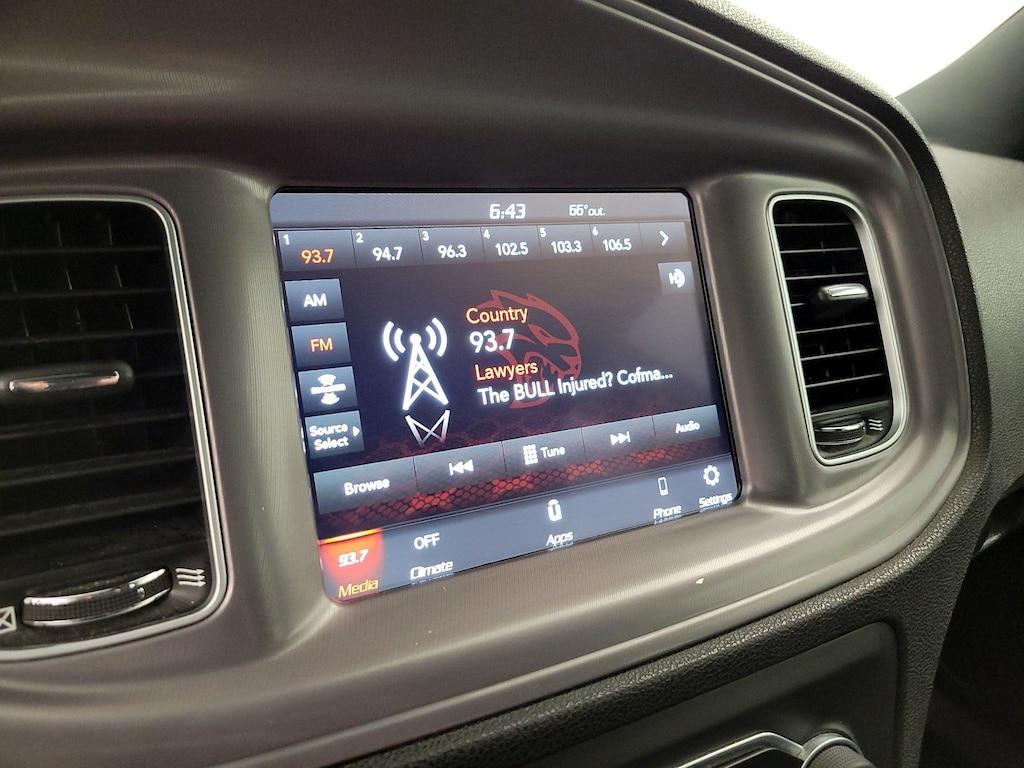 6:43 66°out.
1 93.7 2 94.7 3 96.3 4 102.5 5 103.3 6 106.5
AM
FM
Source
Select
Country
93.7
Lawyers
The BULL Injured? Cofma...
Browse Tune Audio
93.7 OFF
Media Climate Apps Phone Settings